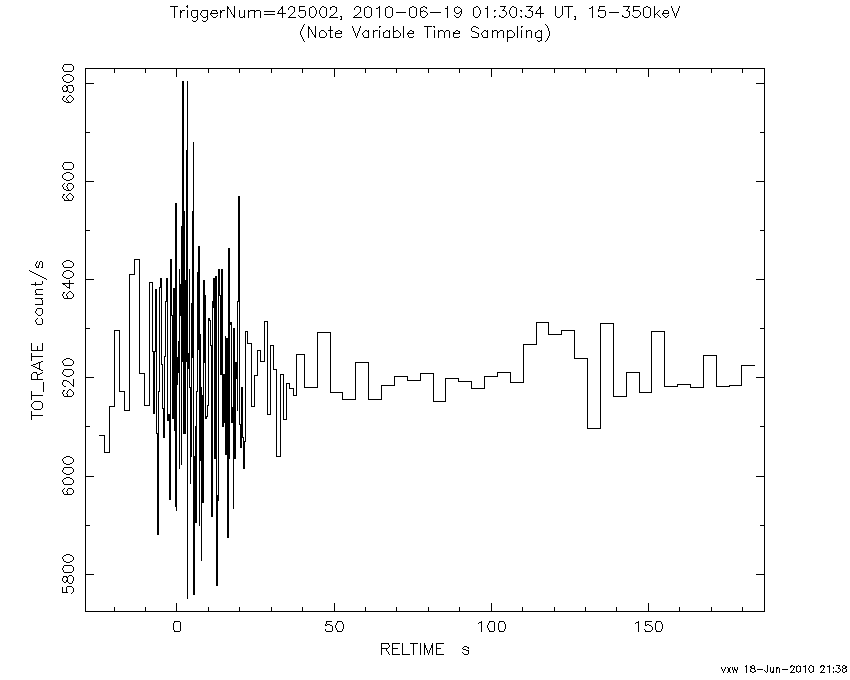 TriggerNum=425002, 2010-06-19 01:30:34 UT, 15-350keV
(Note Variable Time Sampling)
TOT_RATE count/s
6800
6600
6400
6200
6000
5800
0 50 100 150
RELTIME s
vxw 18-Jun-2010 21:38